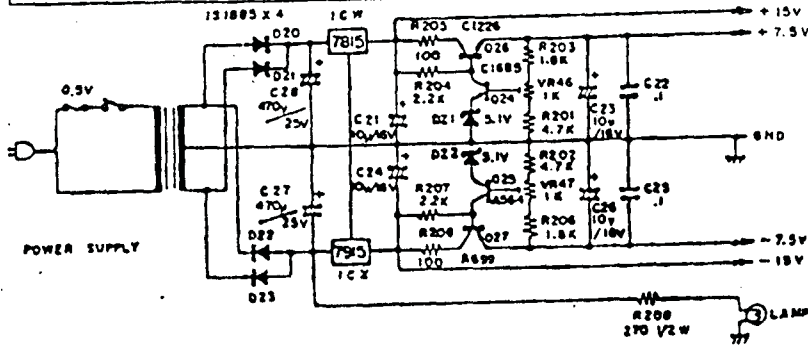 1S1885 x 4
D20
D21
ICW
7815
C28
470µ
25V
0.5V
C27
470µ
25V
D22
D23
POWER SUPPLY
7915
ICX
C21
10µ/16V
C24
10µ/16V
R205
100
R204
2.2K
C1226
Q26
C1685
Q24
DZ1
5.1V
DZ2
5.1V
Q25
A564
R207
2.2K
R208
100
Q27
A699
R203
1.8K
VR46
1K
R201
4.7K
R202
4.7K
VR47
1K
R206
1.8K
C23
10µ
/16V
C22
.1
C26
10µ
/16V
C25
.1
+15V
+7.5V
GND
-7.5V
-15V
R208
270 1/2W
LAMP